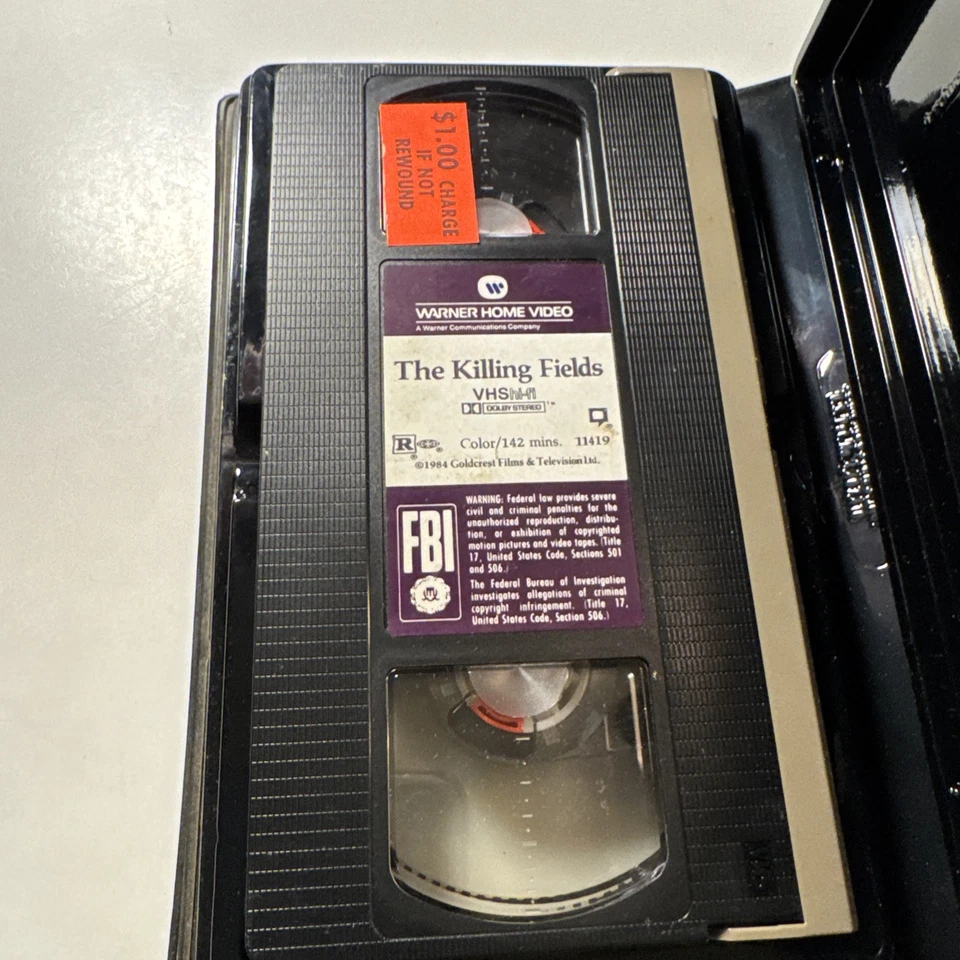 $1.00 CHARGE
IF NOT
REWOUND
WARNER HOME VIDEO
A Warner Communications Company
The Killing Fields
VHS hi-fi
DOLBY STEREO ™
R Color/142 mins. 11419
©1984 Goldcrest Films & Television Ltd.
FBI
WARNING: Federal law provides severe
civil and criminal penalties for the
unauthorized reproduction, distribu-
tion, or exhibition of copyrighted
motion pictures and video tapes. (Title
17, United States Code, Sections 501
and 506.)
The Federal Bureau of Investigation
investigates allegations of criminal
copyright infringement. (Title 17,
United States Code, Section 506.)
VHS